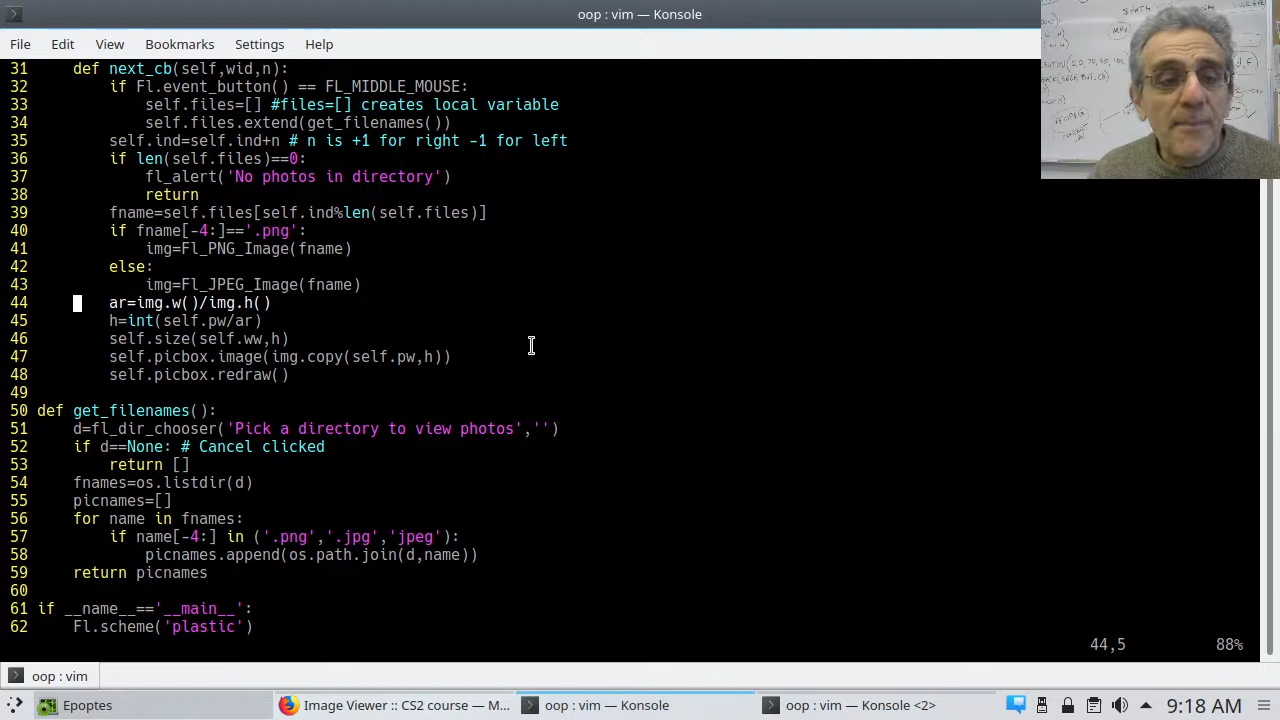 oop : vim — Konsole
File Edit View Bookmarks Settings Help
31     def next_cb(self,wid,n):
32         if Fl.event_button() == FL_MIDDLE_MOUSE:
33             self.files=[] #files=[] creates local variable
34             self.files.extend(get_filenames())
35         self.ind=self.ind+n # n is +1 for right -1 for left
36         if len(self.files)==0:
37             fl_alert('No photos in directory')
38             return
39         fname=self.files[self.ind%len(self.files)]
40         if fname[-4:]=='.png':
41             img=Fl_PNG_Image(fname)
42         else:
43             img=Fl_JPEG_Image(fname)
44         ar=img.w()/img.h()
45         h=int(self.pw/ar)
46         self.size(self.ww,h)
47         self.picbox.image(img.copy(self.pw,h))
48         self.picbox.redraw()
49
50 def get_filenames():
51     d=fl_dir_chooser('Pick a directory to view photos','')
52     if d==None: # Cancel clicked
53         return []
54     fnames=os.listdir(d)
55     picnames=[]
56     for name in fnames:
57         if name[-4:] in ('.png','.jpg','jpeg'):
58             picnames.append(os.path.join(d,name))
59     return picnames
60
61 if __name__=='__main__':
62     Fl.scheme('plastic')
44,5 88%
oop : vim
Epoptes Image Viewer :: CS2 course — M... oop : vim — Konsole oop : vim — Konsole <2> 9:18 AM